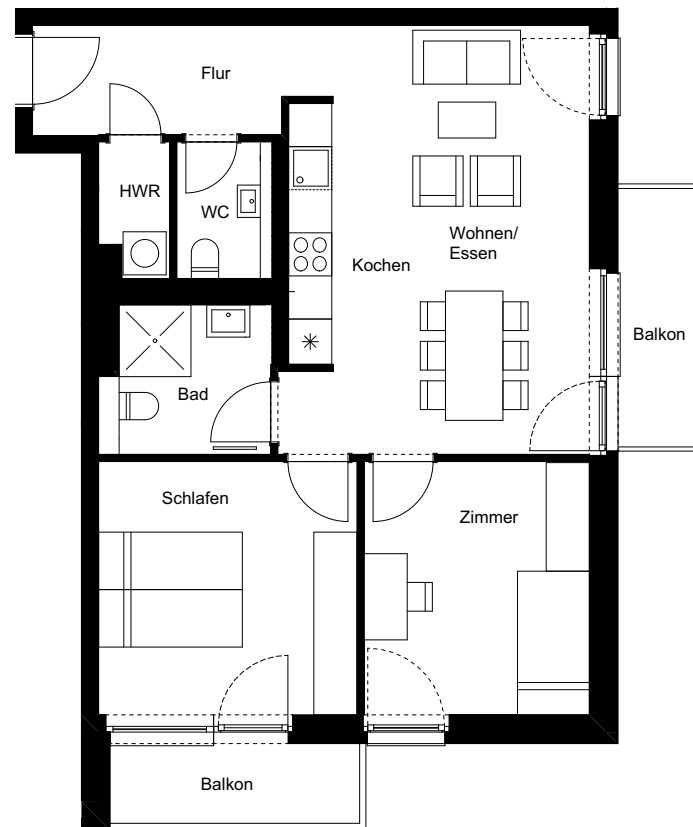 Flur
HWR
WC
Wohnen/
Essen
Kochen
Balkon
Bad
Schlafen
Zimmer
Balkon